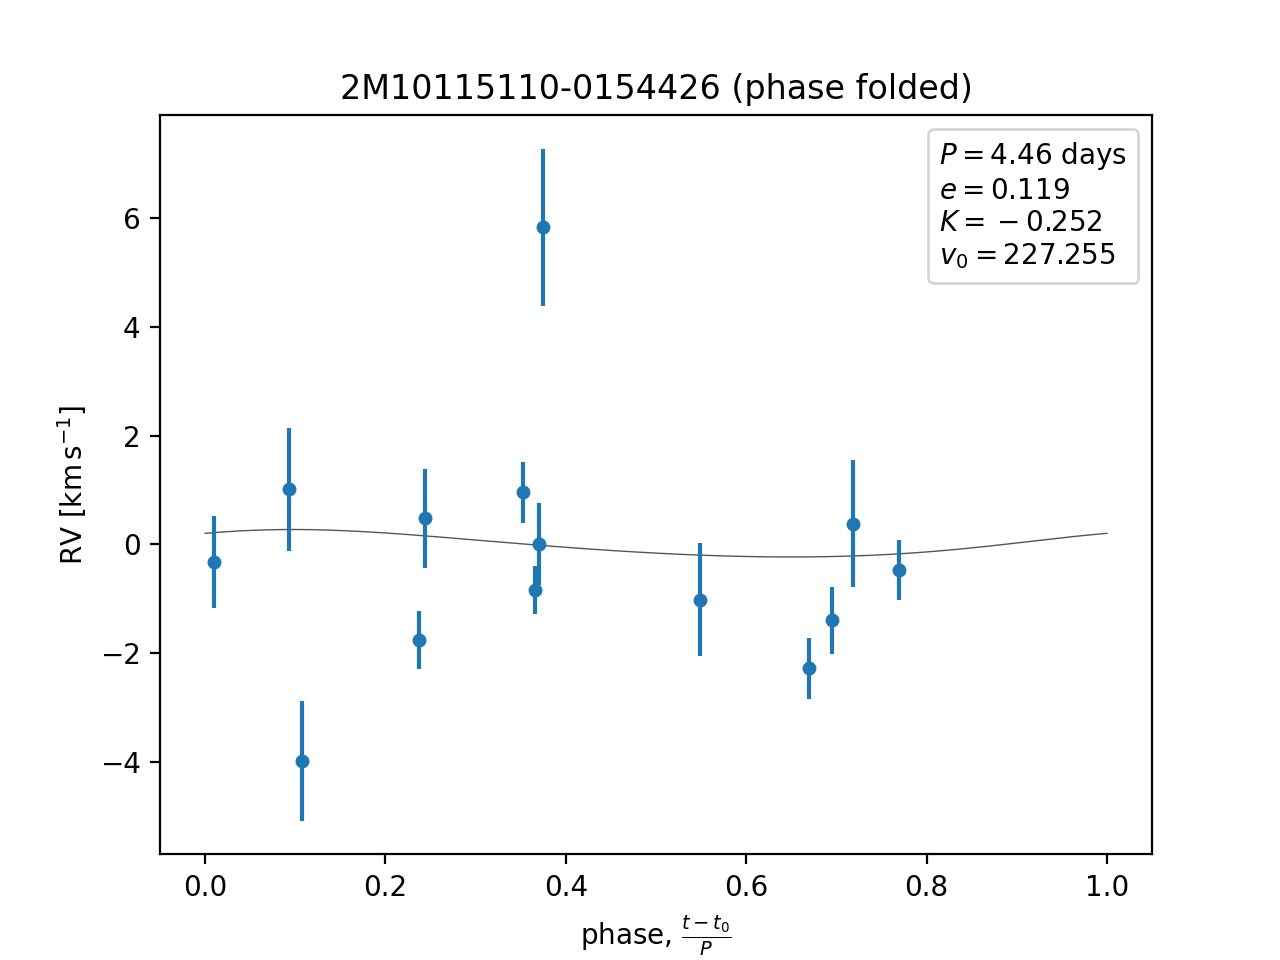 2M10115110-0154426 (phase folded)
P = 4.46 days
e = 0.119
K = −0.252
v₀ = 227.255
RV [km s⁻¹]
6
4
2
0
−2
−4
0.0 0.2 0.4 0.6 0.8 1.0
phase, (t − t₀)/P